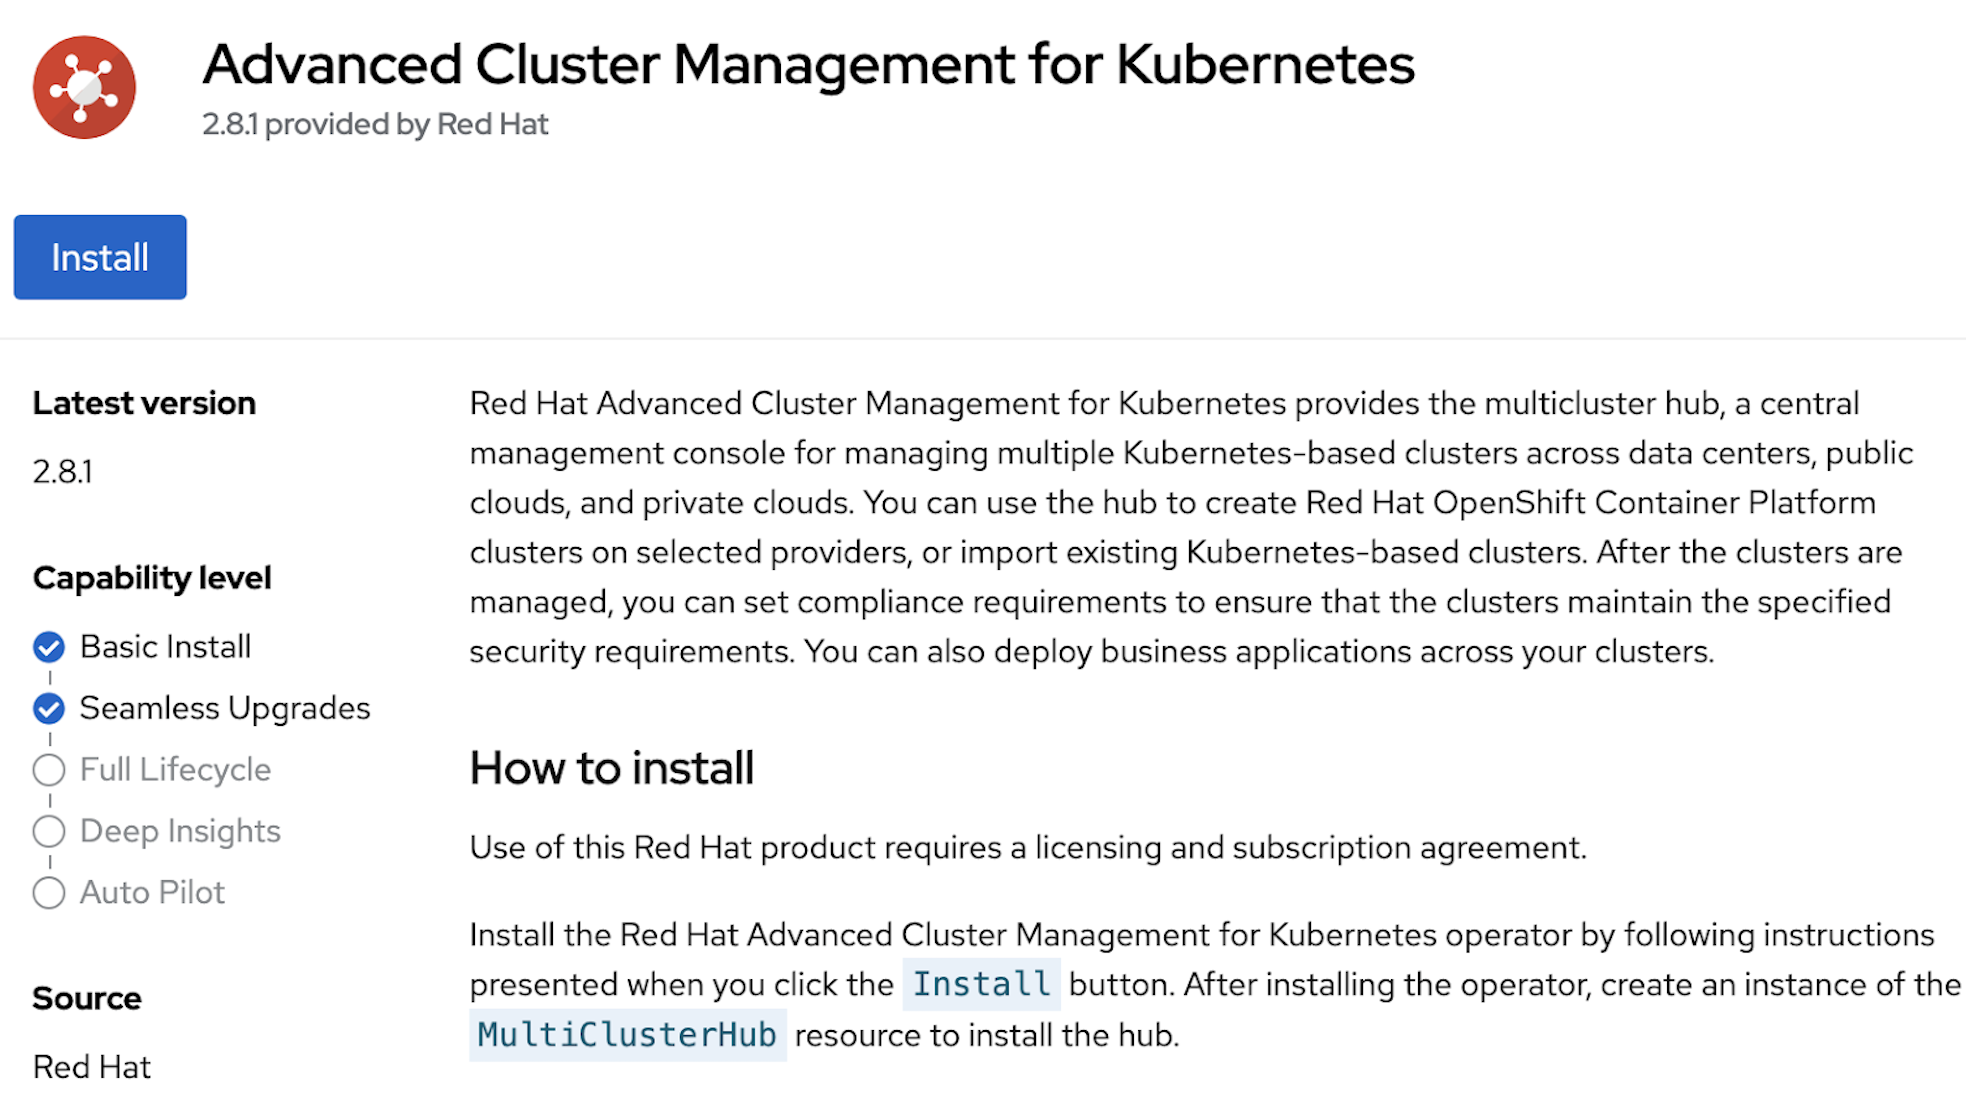 Advanced Cluster Management for Kubernetes
2.8.1 provided by Red Hat
Install
Latest version
2.8.1
Capability level
Basic Install
Seamless Upgrades
Full Lifecycle
Deep Insights
Auto Pilot
Source
Red Hat
Red Hat Advanced Cluster Management for Kubernetes provides the multicluster hub, a central
management console for managing multiple Kubernetes-based clusters across data centers, public
clouds, and private clouds. You can use the hub to create Red Hat OpenShift Container Platform
clusters on selected providers, or import existing Kubernetes-based clusters. After the clusters are
managed, you can set compliance requirements to ensure that the clusters maintain the specified
security requirements. You can also deploy business applications across your clusters.
How to install
Use of this Red Hat product requires a licensing and subscription agreement.
Install the Red Hat Advanced Cluster Management for Kubernetes operator by following instructions
presented when you click the Install button. After installing the operator, create an instance of the
MultiClusterHub resource to install the hub.